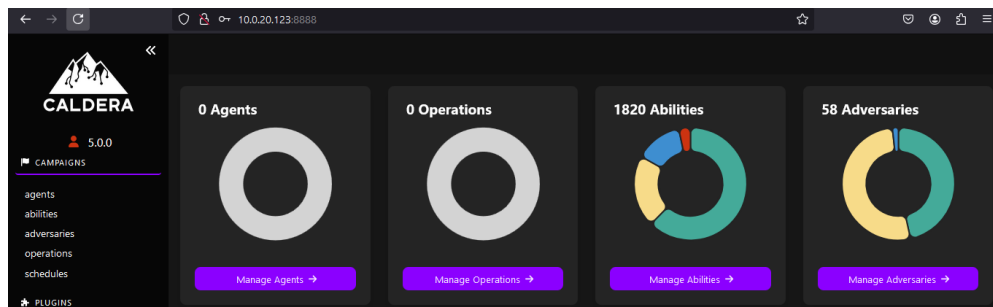 10.0.20.123:8888
CALDERA
5.0.0
CAMPAIGNS
agents
abilities
adversaries
operations
schedules
PLUGINS
0 Agents
Manage Agents →
0 Operations
Manage Operations →
1820 Abilities
Manage Abilities →
58 Adversaries
Manage Adversaries →